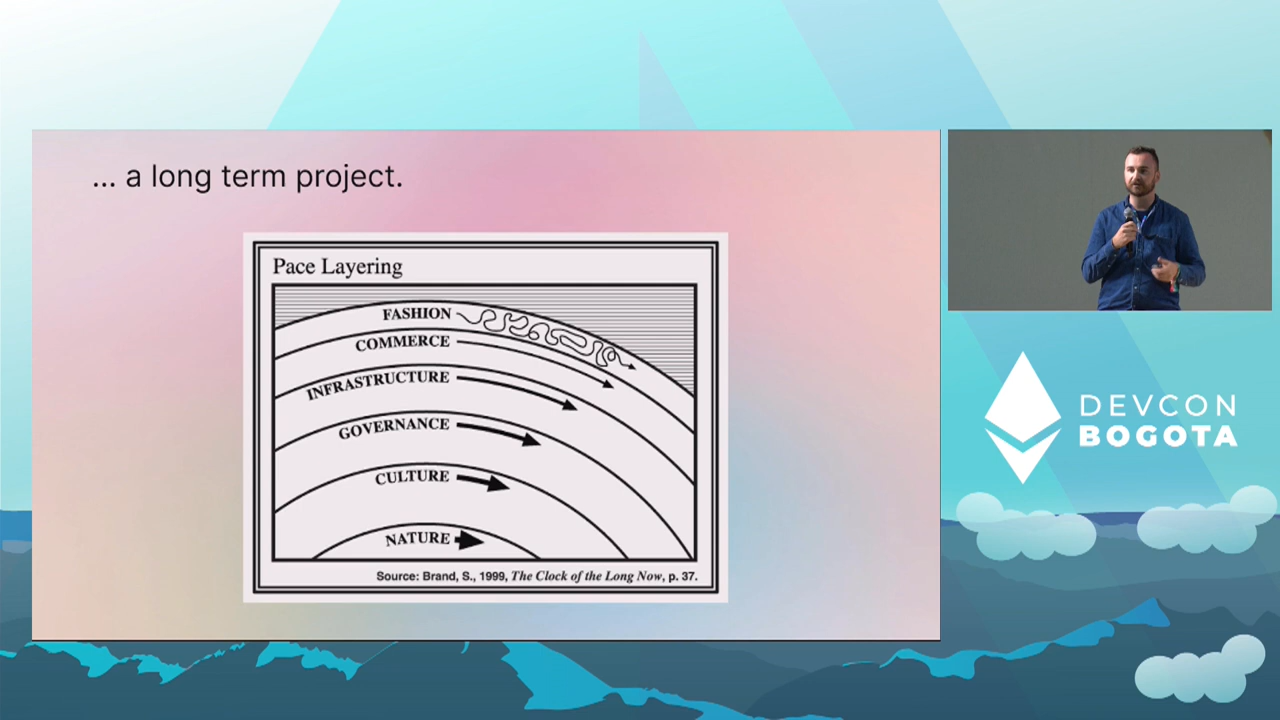 ... a long term project.
Pace Layering
FASHION
COMMERCE
INFRASTRUCTURE
GOVERNANCE
CULTURE
NATURE
Source: Brand, S., 1999, The Clock of the Long Now, p. 37.
DEVCON
BOGOTA